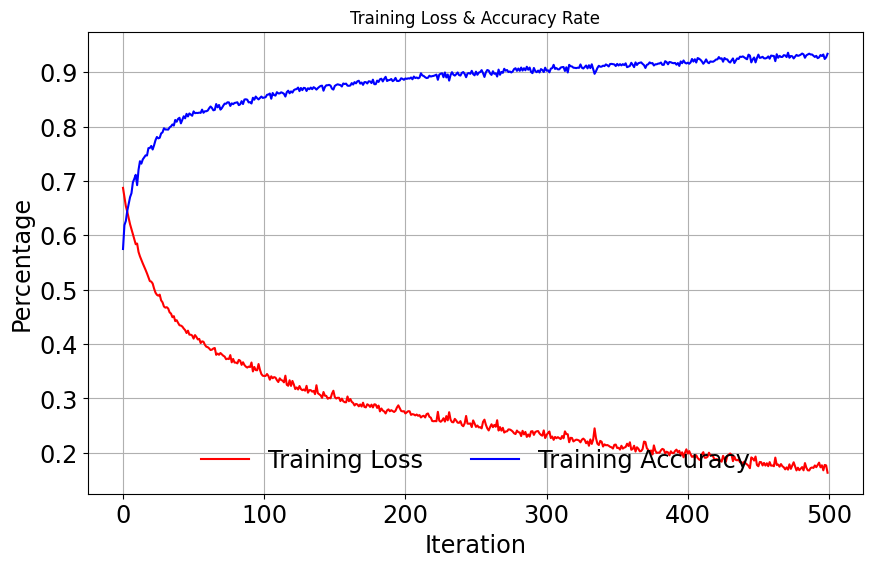 Training Loss & Accuracy Rate
0.9
0.8
0.7
0.6
0.5
0.4
0.3
0.2
Percentage
Training Loss
Training Accuracy
0 100 200 300 400 500
Iteration